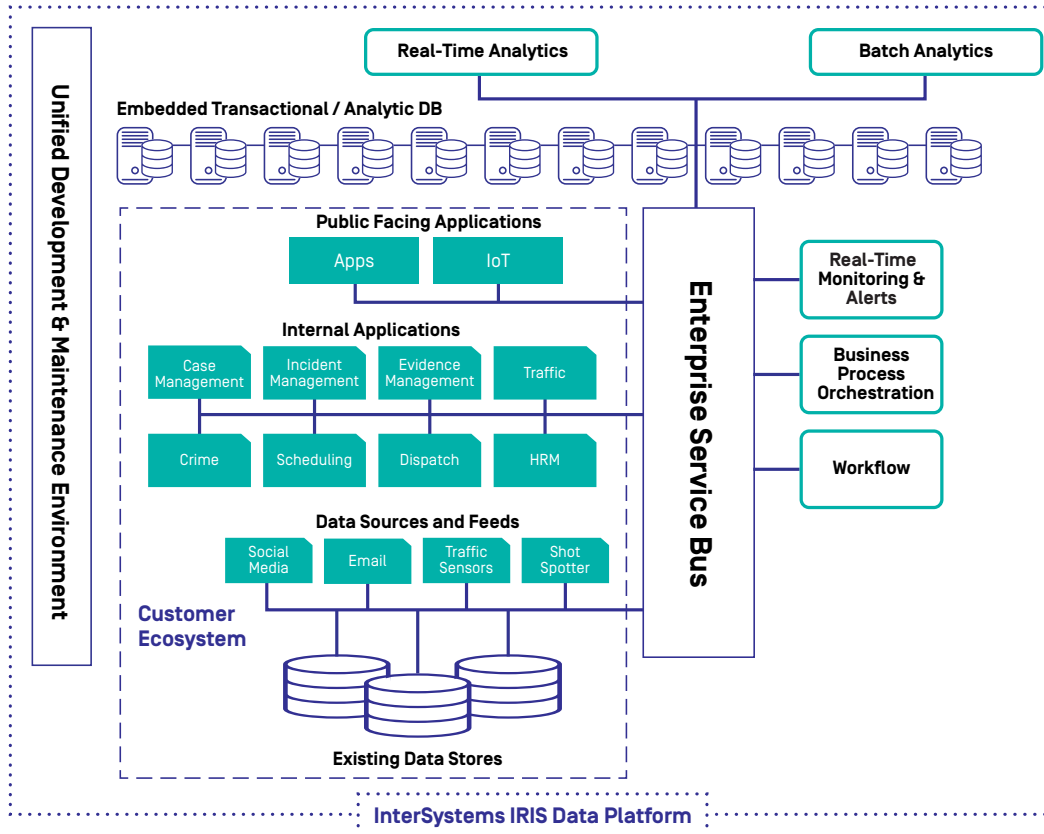 Real-Time Analytics
Batch Analytics
Unified Development & Maintenance Environment
Embedded Transactional / Analytic DB
Public Facing Applications
Apps
IoT
Internal Applications
Case
Management
Incident
Management
Evidence
Management
Traffic
Crime
Scheduling
Dispatch
HRM
Data Sources and Feeds
Social
Media
Email
Traffic
Sensors
Shot
Spotter
Customer
Ecosystem
Existing Data Stores
Enterprise Service Bus
Real-Time
Monitoring &
Alerts
Business
Process
Orchestration
Workflow
InterSystems IRIS Data Platform